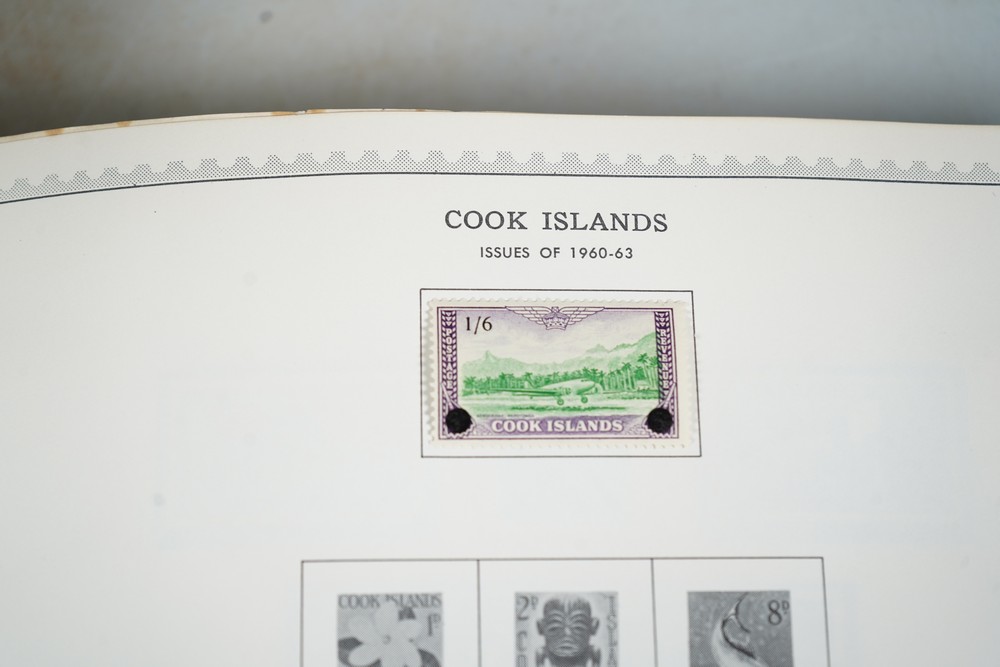 COOK ISLANDS
ISSUES OF 1960-63
1/6
COOK ISLANDS
COOK ISLANDS
1D
2D
8D